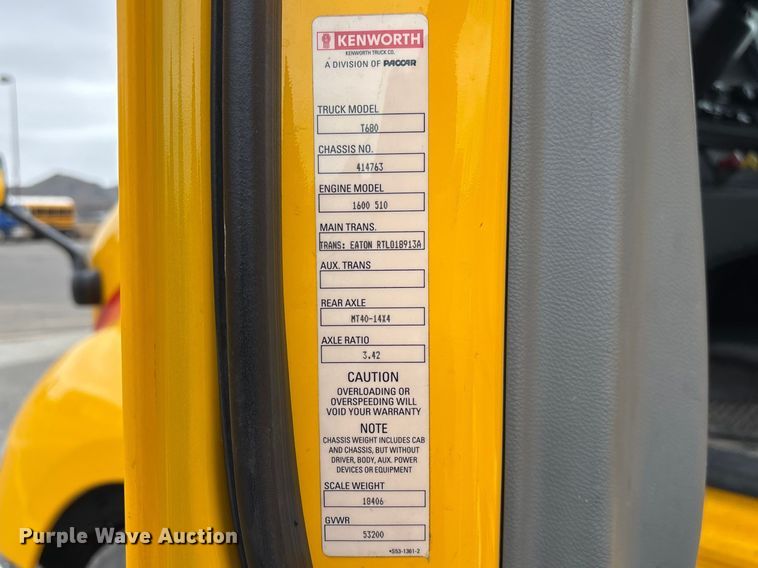 KENWORTH
KENWORTH TRUCK CO.
A DIVISION OF PACCAR
TRUCK MODEL
T680
CHASSIS NO.
414763
ENGINE MODEL
1600 510
MAIN TRANS.
TRANS: EATON RTLO18913A
AUX. TRANS
REAR AXLE
MT40-14X4
AXLE RATIO
3.42
CAUTION
OVERLOADING OR
OVERSPEEDING WILL
VOID YOUR WARRANTY
NOTE
CHASSIS WEIGHT INCLUDES CAB
AND CHASSIS, BUT WITHOUT
DRIVER, BODY, AUX. POWER
DEVICES OR EQUIPMENT
SCALE WEIGHT
18406
GVWR
53200
*S53-1361-2
Purple Wave Auction®